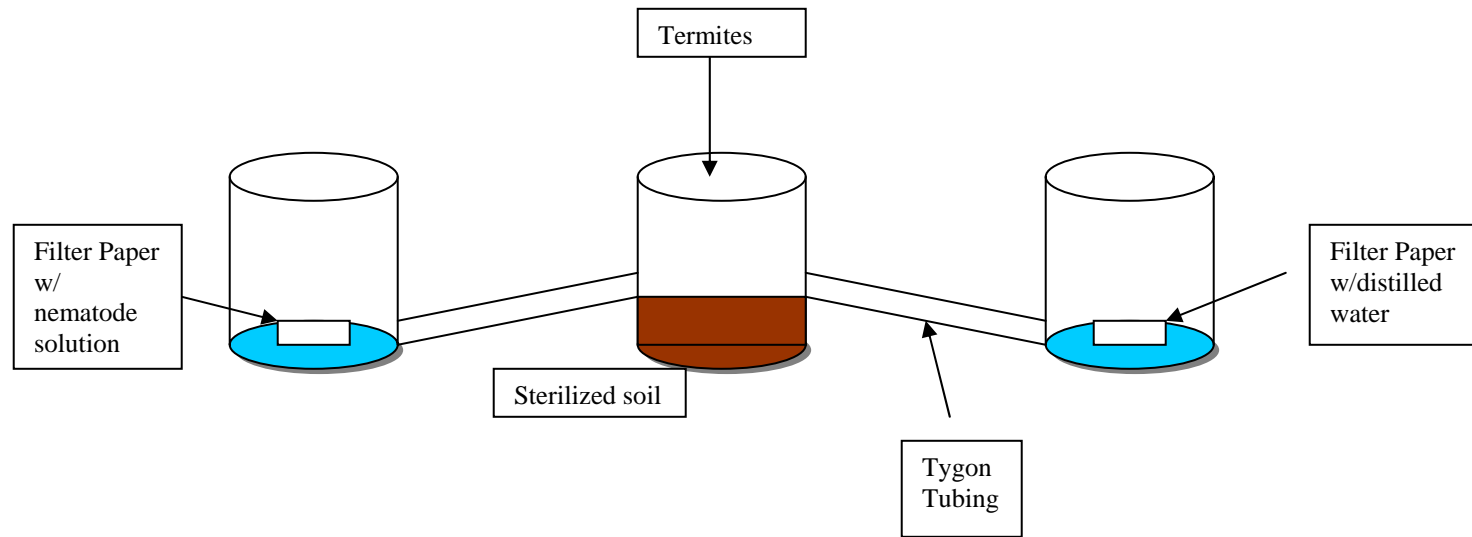 Termites
Filter Paper
w/
nematode
solution
Filter Paper
w/distilled
water
Sterilized soil
Tygon
Tubing